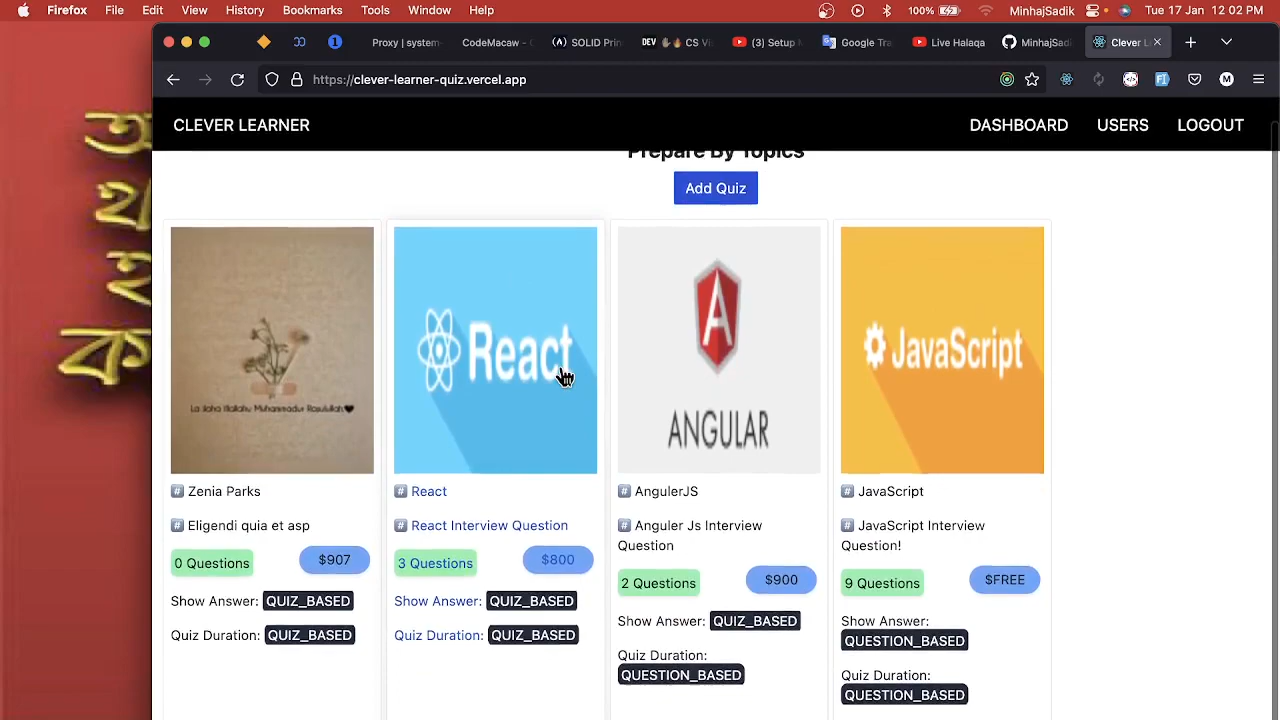 Firefox File Edit View History Bookmarks Tools Window Help 100% MinhajSadik Tue 17 Jan 12:02 PM
Proxy | system- CodeMacaw - SOLID Prin DEV CS Vi (3) Setup Google Tra Live Halaqa MinhajSadik Clever L
https://clever-learner-quiz.vercel.app
CLEVER LEARNER DASHBOARD USERS LOGOUT
Prepare By Topics
Add Quiz
অ
খ
ল
ক
La ilaha illallahu Muhammadur Rosulullah
React
ANGULAR
JavaScript
# Zenia Parks
# Eligendi quia et asp
0 Questions $907
Show Answer: QUIZ_BASED
Quiz Duration: QUIZ_BASED
# React
# React Interview Question
3 Questions $800
Show Answer: QUIZ_BASED
Quiz Duration: QUIZ_BASED
# AngulerJS
# Anguler Js Interview
Question
2 Questions $900
Show Answer: QUIZ_BASED
Quiz Duration:
QUESTION_BASED
# JavaScript
# JavaScript Interview
Question!
9 Questions $FREE
Show Answer:
QUESTION_BASED
Quiz Duration:
QUESTION_BASED